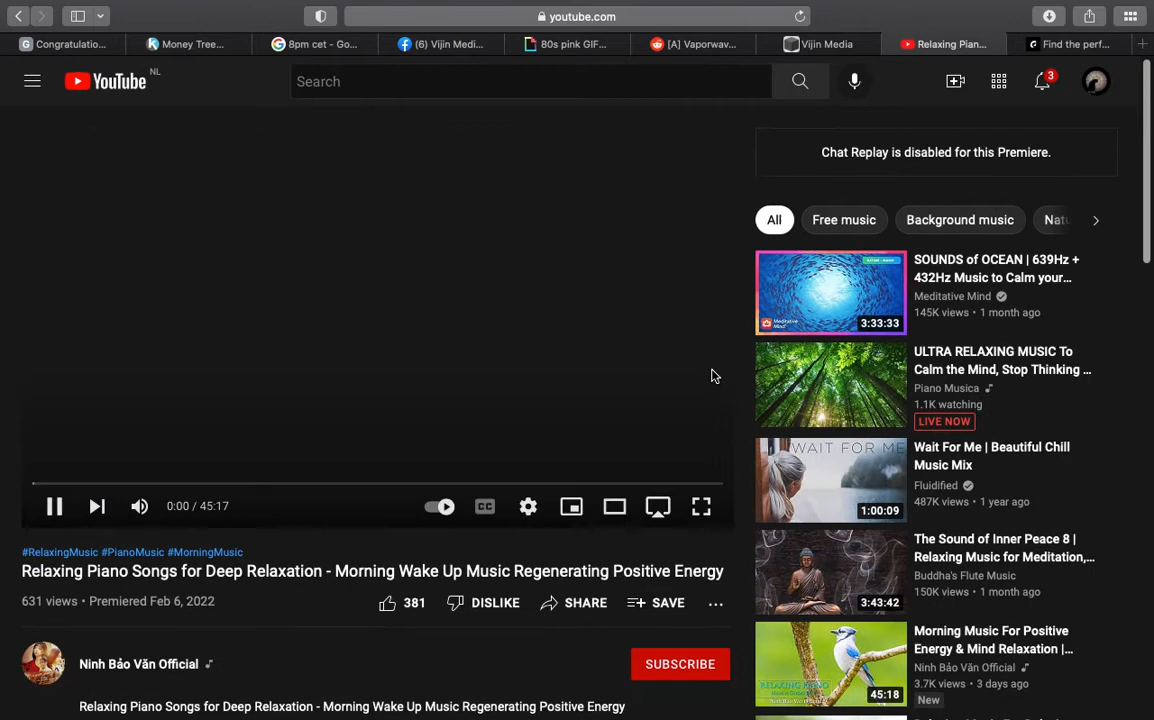 youtube.com
Congratulatio...
Money Tree...
8pm cet - Go...
(6) Vijin Medi...
80s pink GIF...
[A] Vaporwav...
Vijin Media
Relaxing Pian...
Find the perf...
YouTube NL
Search
3
Chat Replay is disabled for this Premiere.
All
Free music
Background music
Natu
SOUNDS of OCEAN | 639Hz +
432Hz Music to Calm your...
Meditative Mind
145K views • 1 month ago
Meditative
Mind
3:33:33
ULTRA RELAXING MUSIC To
Calm the Mind, Stop Thinking ...
Piano Musica
1.1K watching
LIVE NOW
WAIT FOR ME
Wait For Me | Beautiful Chill
Music Mix
Fluidified
487K views • 1 year ago
1:00:09
The Sound of Inner Peace 8 |
Relaxing Music for Meditation,...
Buddha's Flute Music
150K views • 1 month ago
3:43:42
Morning Music For Positive
Energy & Mind Relaxation |...
Ninh Bảo Văn Official
3.7K views • 3 days ago
New
RELAXING PIANO
45:18
0:00 / 45:17
CC
#RelaxingMusic #PianoMusic #MorningMusic
Relaxing Piano Songs for Deep Relaxation - Morning Wake Up Music Regenerating Positive Energy
631 views • Premiered Feb 6, 2022
381
DISLIKE
SHARE
SAVE
Ninh Bảo Văn Official
SUBSCRIBE
Relaxing Piano Songs for Deep Relaxation - Morning Wake Up Music Regenerating Positive Energy